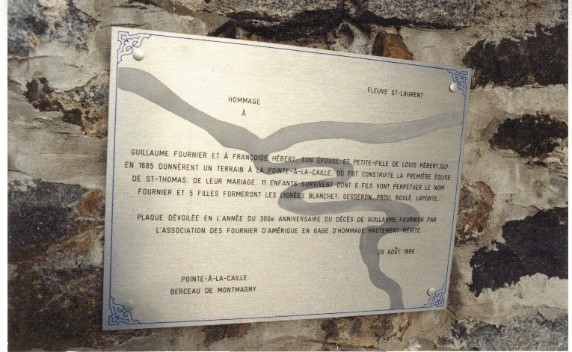 FLEUVE ST-LAURENT
HOMMAGE
À
GUILLAUME FOURNIER ET À FRANÇOISE HÉBERT, SON ÉPOUSE ET PETITE-FILLE DE LOUIS HÉBERT, QUI
EN 1685 DONNÈRENT UN TERRAIN À LA POINTE-À-LA-CAILLE, OÙ FUT CONSTRUITE LA PREMIÈRE ÉGLISE
DE ST-THOMAS. DE LEUR MARIAGE, 11 ENFANTS SURVIVENT DONT 6 FILS VONT PERPÉTUER LE NOM
FOURNIER ET 5 FILLES FORMERONT LES LIGNÉES BLANCHET, GESSERON, PROU, BOULÉ, LAPORTE.
PLAQUE DÉVOILÉE EN L'ANNÉE DU 300e ANNIVERSAIRE DU DÉCÈS DE GUILLAUME FOURNIER PAR
L'ASSOCIATION DES FOURNIER D'AMÉRIQUE EN GAGE D'HOMMAGE HAUTEMENT MÉRITÉ.
AOÛT
POINTE-À-LA-CAILLE
BERCEAU DE MONTMAGNY